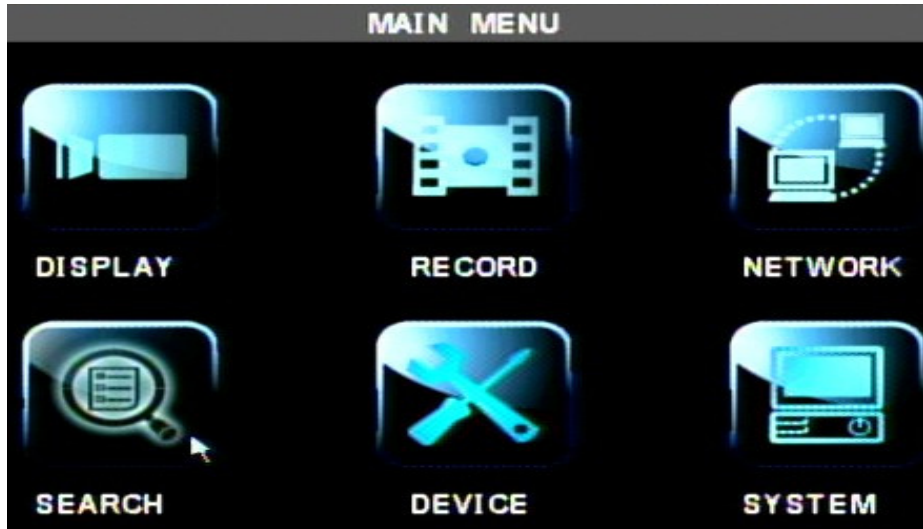 MAIN MENU
DISPLAY
RECORD
NETWORK
SEARCH
DEVICE
SYSTEM